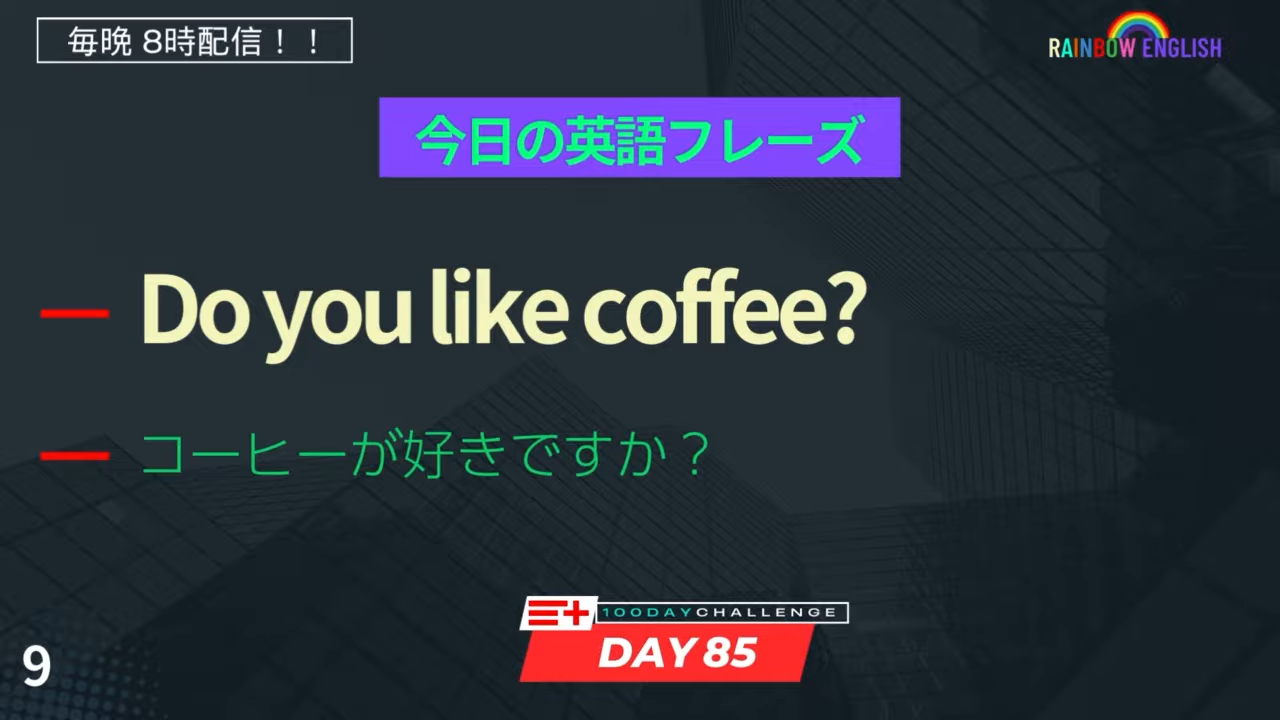 毎晩 8時配信！！
RAINBOW ENGLISH
今日の英語フレーズ
Do you like coffee?
コーヒーが好きですか？
100DAYCHALLENGE
DAY 85
9